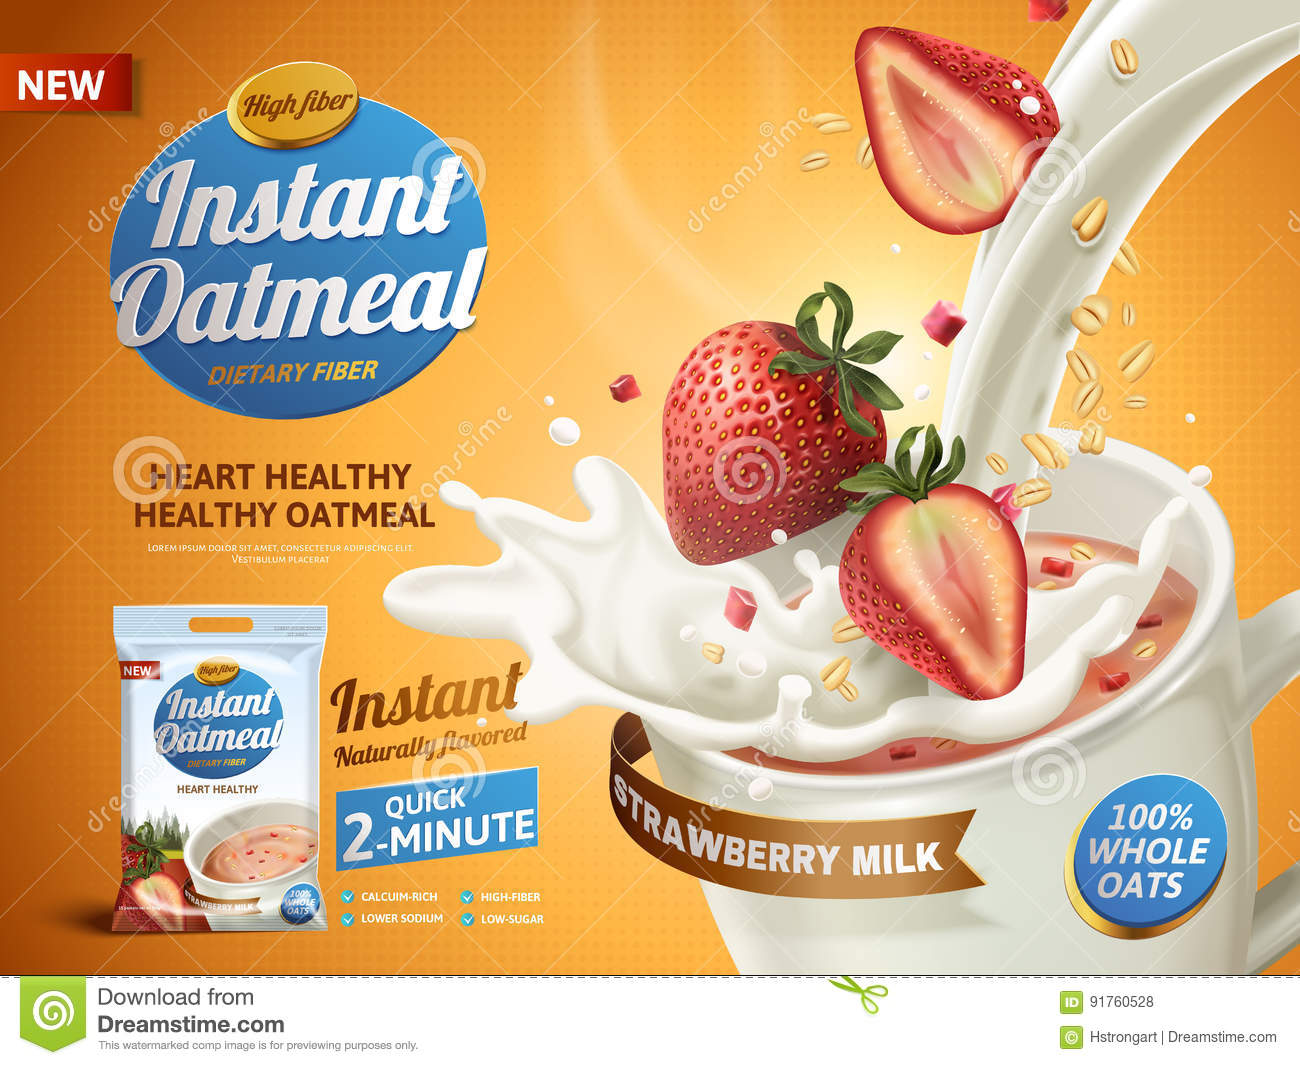 NEW
High fiber
Instant
Oatmeal
DIETARY FIBER
HEART HEALTHY
HEALTHY OATMEAL
LOREM IPSUM DOLOR SIT AMET, CONSECTETUR ADIPISCING ELIT.
VESTIBULUM PLACERAT
NEW
High fiber
Instant
Oatmeal
DIETARY FIBER
HEART HEALTHY
STRAWBERRY MILK
100%
WHOLE
OATS
Instant
Naturally flavored
QUICK
2-MINUTE
CALCUIM-RICH
HIGH-FIBER
LOWER SODIUM
LOW-SUGAR
STRAWBERRY MILK
100%
WHOLE
OATS
dreamstime
Download from
Dreamstime.com
This watermarked comp image is for previewing purposes only.
ID 91760528
© Hstrongart | Dreamstime.com